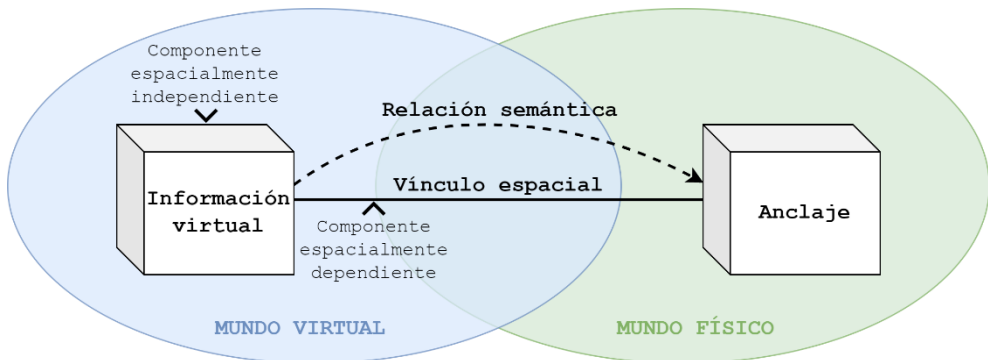 Componente
espacialmente
independiente
Relación semántica
Información
virtual
Vínculo espacial
Anclaje
Componente
espacialmente
dependiente
MUNDO VIRTUAL
MUNDO FÍSICO